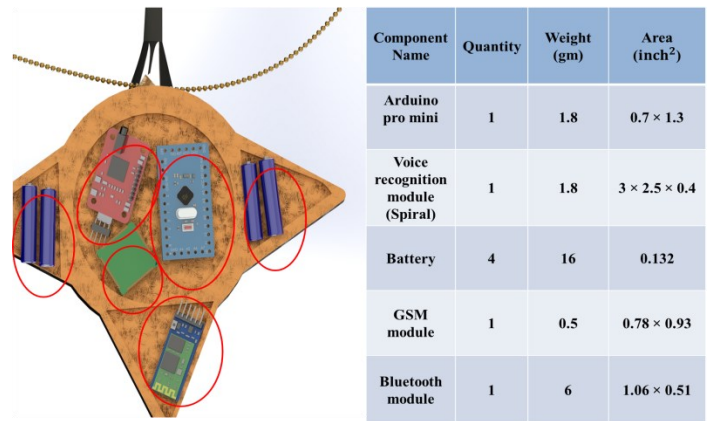 Component Name Quantity Weight (gm) Area (inch²)
Arduino pro mini 1 1.8 0.7 × 1.3
Voice recognition module (Spiral) 1 1.8 3 × 2.5 × 0.4
Battery 4 16 0.132
GSM module 1 0.5 0.78 × 0.93
Bluetooth module 1 6 1.06 × 0.51